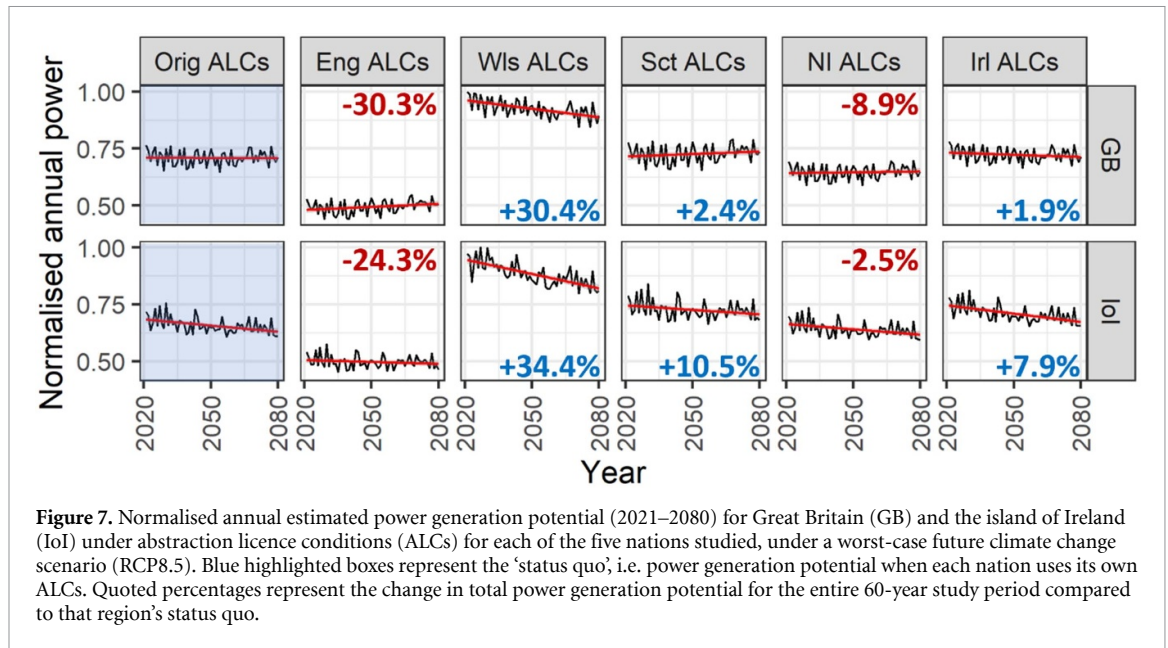 Orig ALCs Eng ALCs Wls ALCs Sct ALCs NI ALCs Irl ALCs
Normalised annual power
1.00
0.75
0.50
-30.3%
+30.4%
+2.4%
-8.9%
+1.9%
GB
1.00
0.75
0.50
-24.3%
+34.4%
+10.5%
-2.5%
+7.9%
IoI
2020 2050 2080 2020 2050 2080 2020 2050 2080 2020 2050 2080 2020 2050 2080 2020 2050 2080
Year
Figure 7. Normalised annual estimated power generation potential (2021–2080) for Great Britain (GB) and the island of Ireland
(IoI) under abstraction licence conditions (ALCs) for each of the five nations studied, under a worst-case future climate change
scenario (RCP8.5). Blue highlighted boxes represent the ‘status quo’, i.e. power generation potential when each nation uses its own
ALCs. Quoted percentages represent the change in total power generation potential for the entire 60-year study period compared
to that region’s status quo.